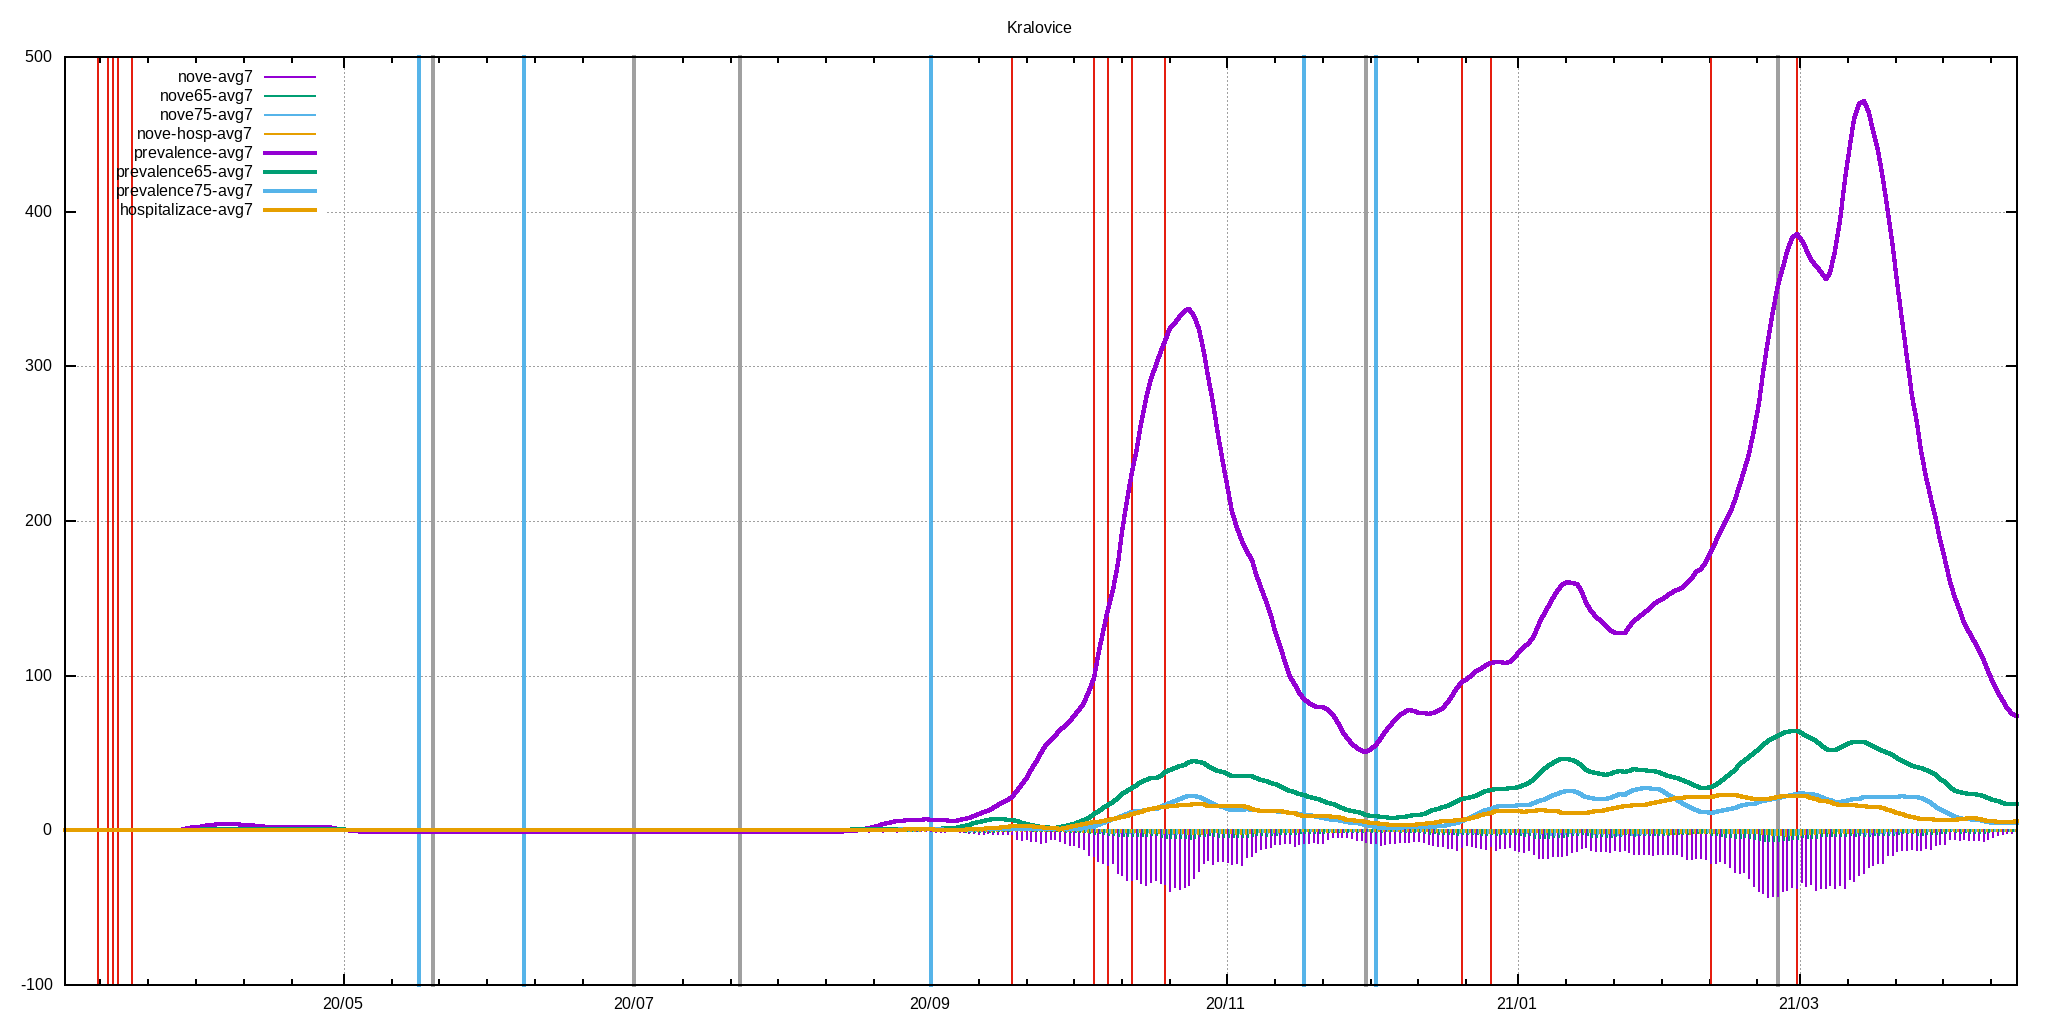 Kralovice
500
400
300
200
100
0
-100
nove-avg7
nove65-avg7
nove75-avg7
nove-hosp-avg7
prevalence-avg7
prevalence65-avg7
prevalence75-avg7
hospitalizace-avg7
20/05 20/07 20/09 20/11 21/01 21/03